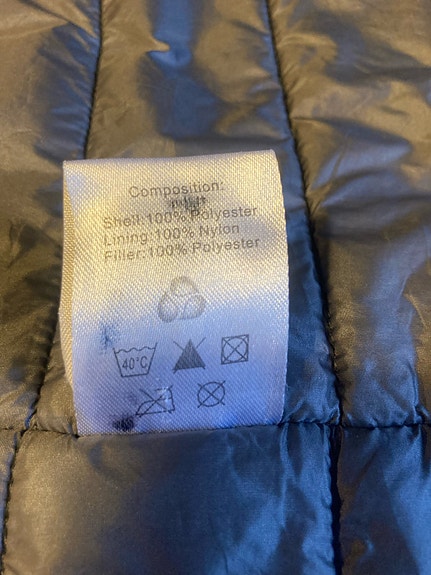 Composition:
Shell:100% Polyester
Lining:100% Nylon
Filler:100% Polyester
40°C